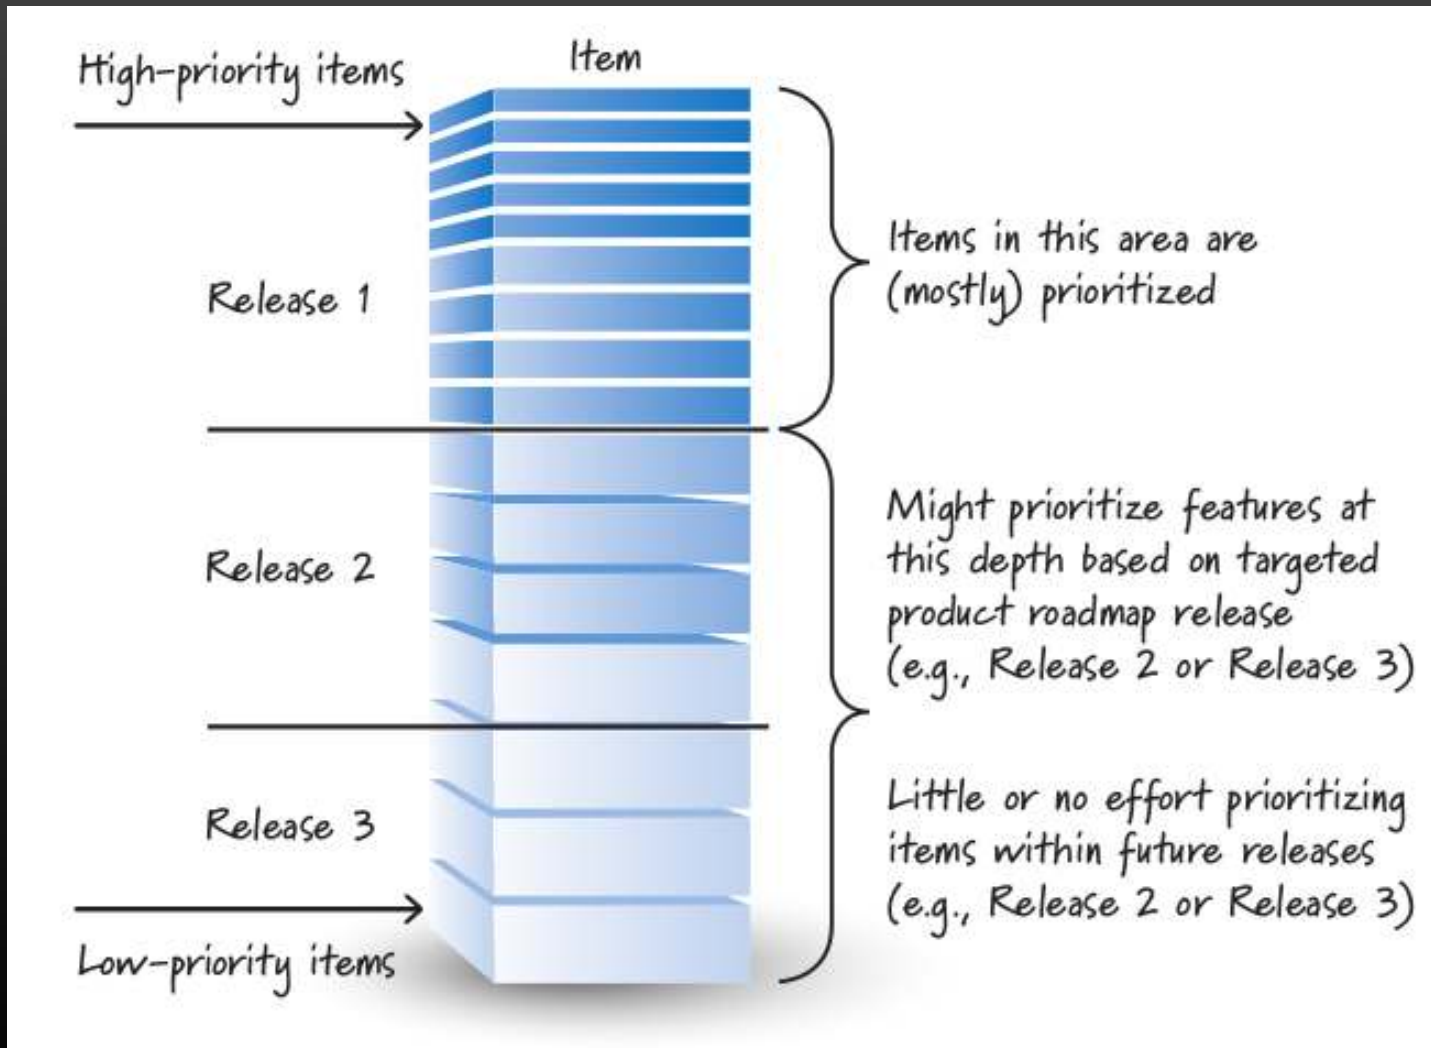 High-priority items
Item
Release 1
Items in this area are
(mostly) prioritized
Release 2
Might prioritize features at
this depth based on targeted
product roadmap release
(e.g., Release 2 or Release 3)
Release 3
Little or no effort prioritizing
items within future releases
(e.g., Release 2 or Release 3)
Low-priority items